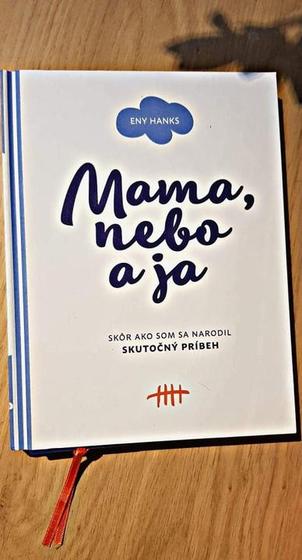 ENY HANKS
Mama,
nebo
a ja
SKÔR AKO SOM SA NARODIL
SKUTOČNÝ PRÍBEH